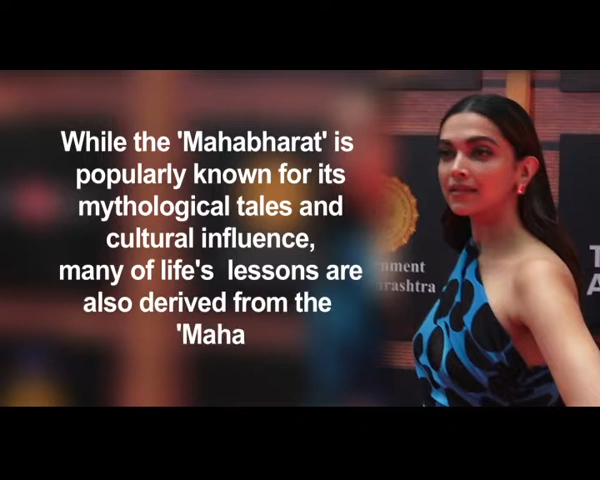 While the 'Mahabharat' is
popularly known for its
mythological tales and
cultural influence,
many of life's  lessons are
also derived from the
'Maha
nment
rashtra
T
A